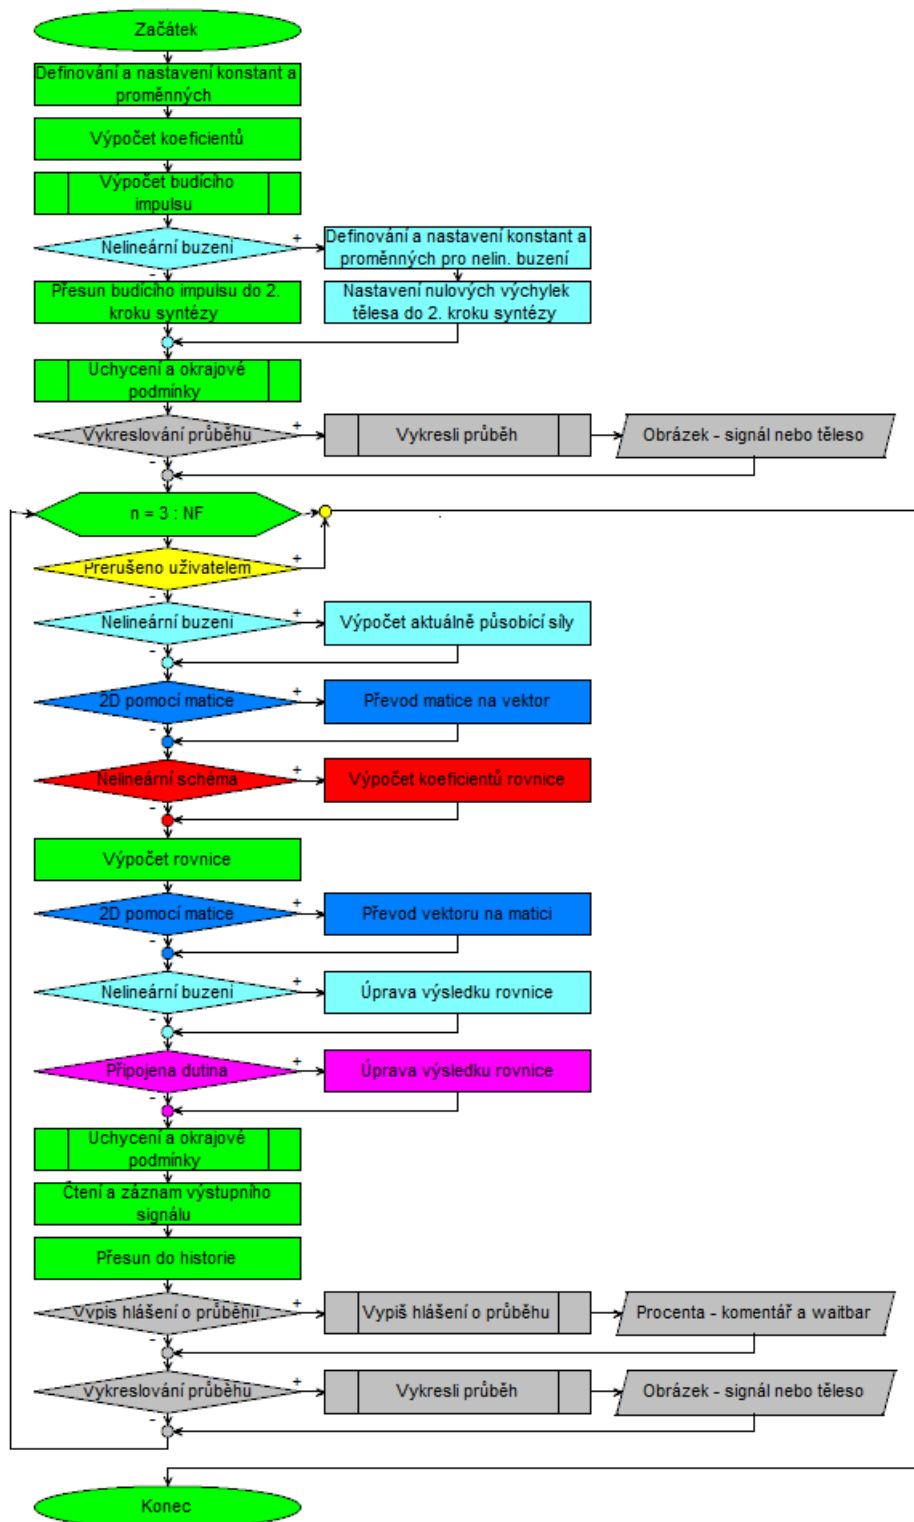 Začátek
Definování a nastavení konstant a
proměnných
Výpočet koeficientů
Výpočet budícího
impulsu
Nelineární buzení
+
Definování a nastavení konstant a
proměnných pro nelin. buzení
-
Přesun budícího impulsu do 2.
kroku syntézy
Nastavení nulových výchylek
tělesa do 2. kroku syntézy
Uchycení a okrajové
podmínky
Vykreslování průběhu
+
Vykresli průběh
Obrázek - signál nebo těleso
-
n = 3 : NF
Přerušeno uživatelem
+
-
Nelineární buzení
+
Výpočet aktuálně působící síly
-
2D pomocí matice
+
Převod matice na vektor
-
Nelineární schéma
+
Výpočet koeficientů rovnice
-
Výpočet rovnice
2D pomocí matice
+
Převod vektoru na matici
-
Nelineární buzení
+
Úprava výsledku rovnice
-
Připojena dutina
+
Úprava výsledku rovnice
-
Uchycení a okrajové
podmínky
Čtení a záznam výstupního
signálu
Přesun do historie
Vypis hlášení o průběhu
+
Vypiš hlášení o průběhu
Procenta - komentář a waitbar
-
Vykreslování průběhu
+
Vykresli průběh
Obrázek - signál nebo těleso
-
Konec